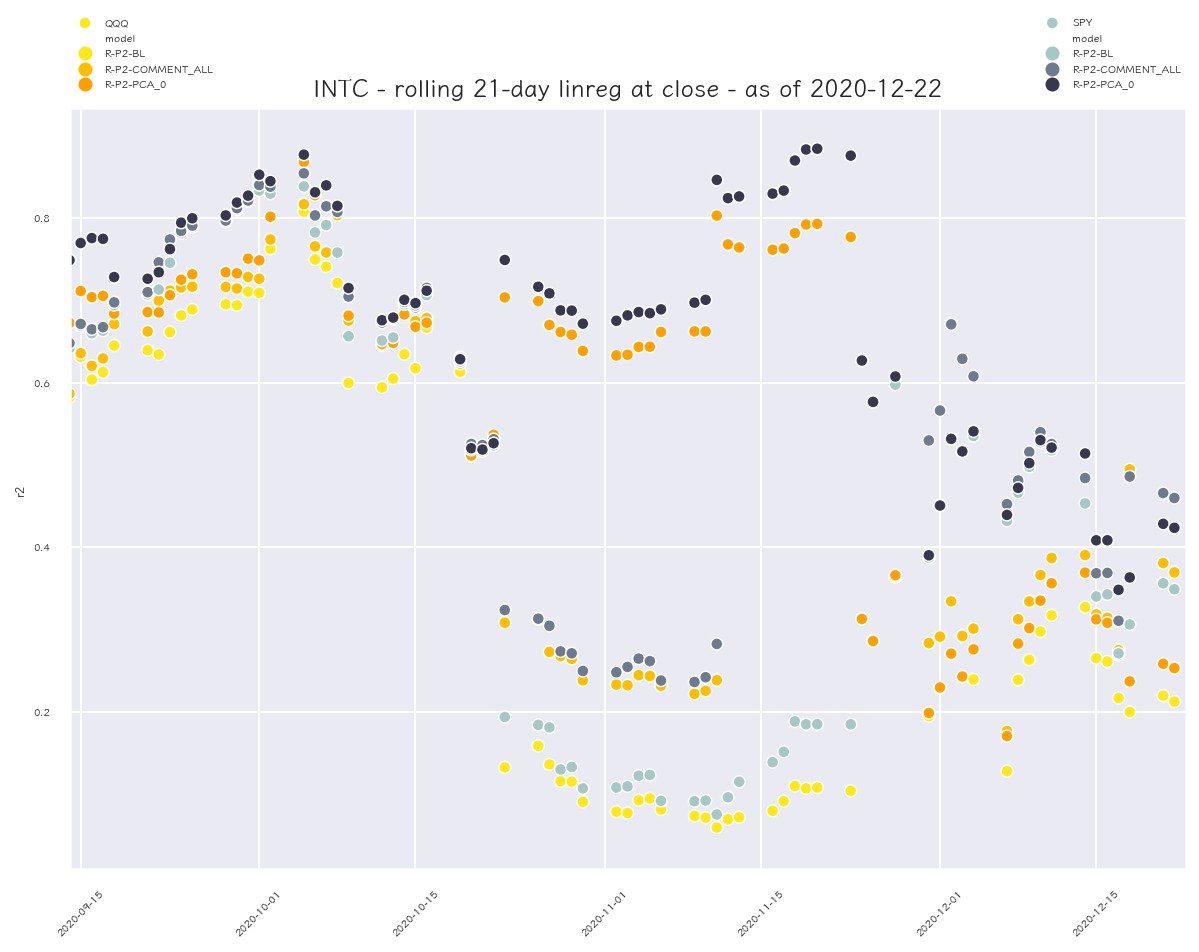 QQQ
model
R-P2-BL
R-P2-COMMENT_ALL
R-P2-PCA_0
SPY
model
R-P2-BL
R-P2-COMMENT_ALL
R-P2-PCA_0
INTC - rolling 21-day linreg at close - as of 2020-12-22
0.8
0.6
0.4
0.2
r2
2020-09-15
2020-10-01
2020-10-15
2020-11-01
2020-11-15
2020-12-01
2020-12-15